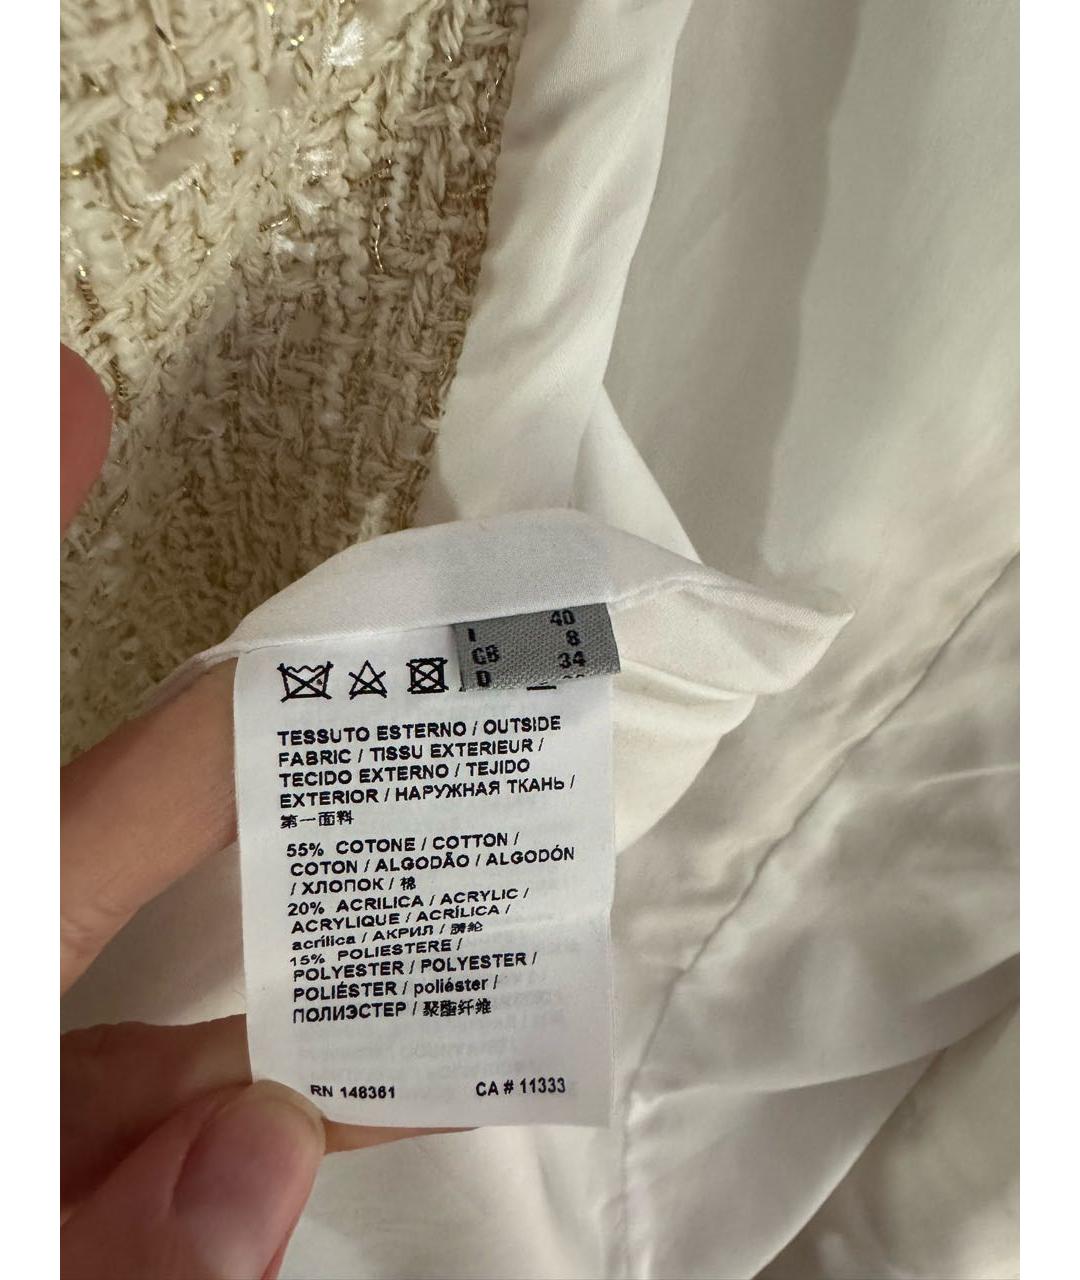 I 40
GB 8
D 34
TESSUTO ESTERNO / OUTSIDE
FABRIC / TISSU EXTERIEUR /
TECIDO EXTERNO / TEJIDO
EXTERIOR / НАРУЖНАЯ ТКАНЬ /
第一面料
55% COTONE / COTTON /
COTON / ALGODÃO / ALGODÓN
/ ХЛОПОК / 棉
20% ACRILICA / ACRYLIC /
ACRYLIQUE / ACRÍLICA /
acrílica / АКРИЛ / 腈纶
15% POLIESTERE /
POLYESTER / POLYESTER /
POLIÉSTER / poliéster /
ПОЛИЭСТЕР / 聚酯纤维
RN 148361 CA # 11333